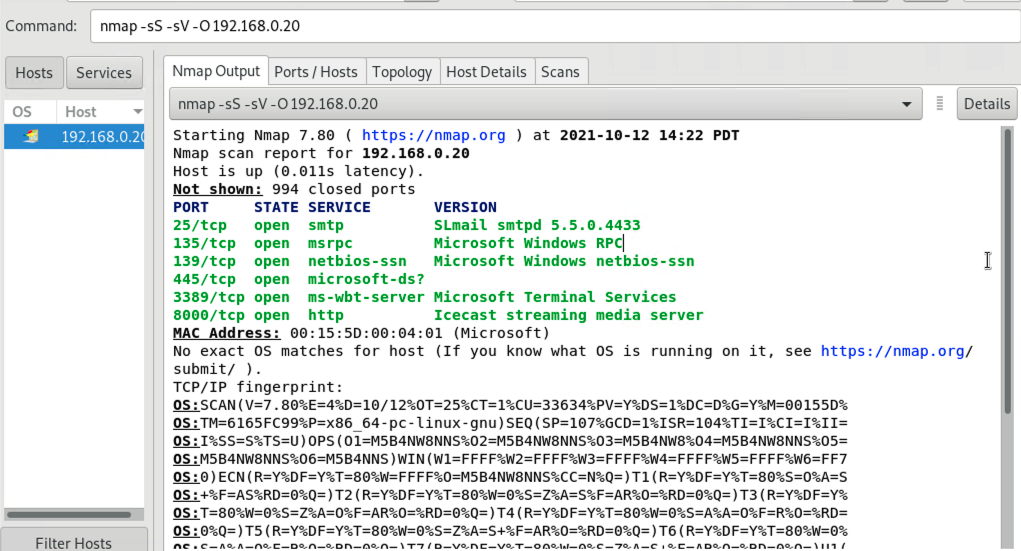 Command: nmap -sS -sV -O 192.168.0.20
Hosts Services
OS Host
192.168.0.20
Filter Hosts
Nmap Output Ports / Hosts Topology Host Details Scans
nmap -sS -sV -O 192.168.0.20 Details
Starting Nmap 7.80 ( https://nmap.org ) at 2021-10-12 14:22 PDT
Nmap scan report for 192.168.0.20
Host is up (0.011s latency).
Not shown: 994 closed ports
PORT STATE SERVICE VERSION
25/tcp open smtp SLmail smtpd 5.5.0.4433
135/tcp open msrpc Microsoft Windows RPC
139/tcp open netbios-ssn Microsoft Windows netbios-ssn
445/tcp open microsoft-ds?
3389/tcp open ms-wbt-server Microsoft Terminal Services
8000/tcp open http Icecast streaming media server
MAC Address: 00:15:5D:00:04:01 (Microsoft)
No exact OS matches for host (If you know what OS is running on it, see https://nmap.org/
submit/ ).
TCP/IP fingerprint:
OS:SCAN(V=7.80%E=4%D=10/12%OT=25%CT=1%CU=33634%PV=Y%DS=1%DC=D%G=Y%M=00155D%
OS:TM=6165FC99%P=x86_64-pc-linux-gnu)SEQ(SP=107%GCD=1%ISR=104%TI=I%CI=I%II=
OS:I%SS=S%TS=U)OPS(O1=M5B4NW8NNS%O2=M5B4NW8NNS%O3=M5B4NW8%O4=M5B4NW8NNS%O5=
OS:M5B4NW8NNS%O6=M5B4NNS)WIN(W1=FFFF%W2=FFFF%W3=FFFF%W4=FFFF%W5=FFFF%W6=FF7
OS:0)ECN(R=Y%DF=Y%T=80%W=FFFF%O=M5B4NW8NNS%CC=N%Q=)T1(R=Y%DF=Y%T=80%S=O%A=S
OS:+%F=AS%RD=0%Q=)T2(R=Y%DF=Y%T=80%W=0%S=Z%A=S%F=AR%O=%RD=0%Q=)T3(R=Y%DF=Y%
OS:T=80%W=0%S=Z%A=O%F=AR%O=%RD=0%Q=)T4(R=Y%DF=Y%T=80%W=0%S=A%A=O%F=R%O=%RD=
OS:0%Q=)T5(R=Y%DF=Y%T=80%W=0%S=Z%A=S+%F=AR%O=%RD=0%Q=)T6(R=Y%DF=Y%T=80%W=0%